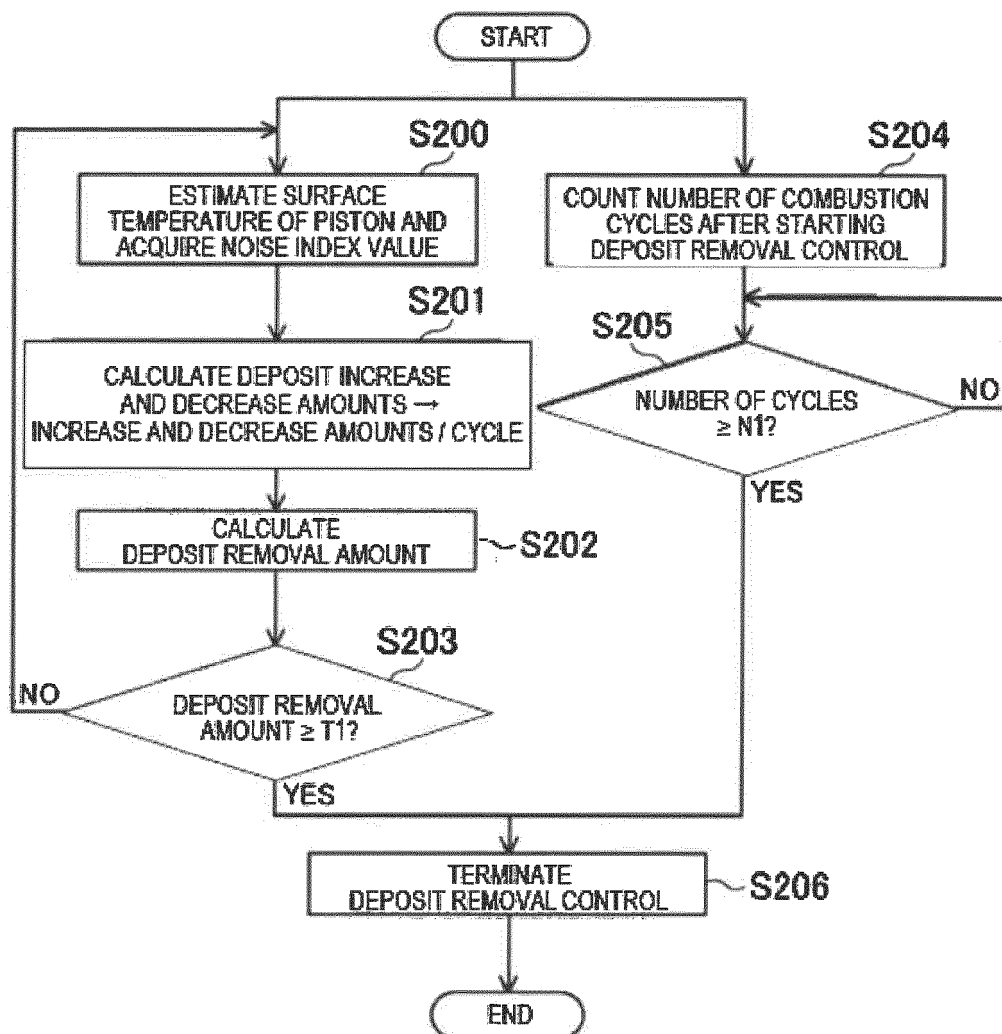 START
S200
ESTIMATE SURFACE
TEMPERATURE OF PISTON AND
ACQUIRE NOISE INDEX VALUE
S204
COUNT NUMBER OF COMBUSTION
CYCLES AFTER STARTING
DEPOSIT REMOVAL CONTROL
S201
CALCULATE DEPOSIT INCREASE
AND DECREASE AMOUNTS →
INCREASE AND DECREASE AMOUNTS / CYCLE
S205
NUMBER OF CYCLES
≥ N1?
NO
YES
CALCULATE
DEPOSIT REMOVAL AMOUNT
S202
S203
DEPOSIT REMOVAL
AMOUNT ≥ T1?
NO
YES
TERMINATE
DEPOSIT REMOVAL CONTROL
S206
END